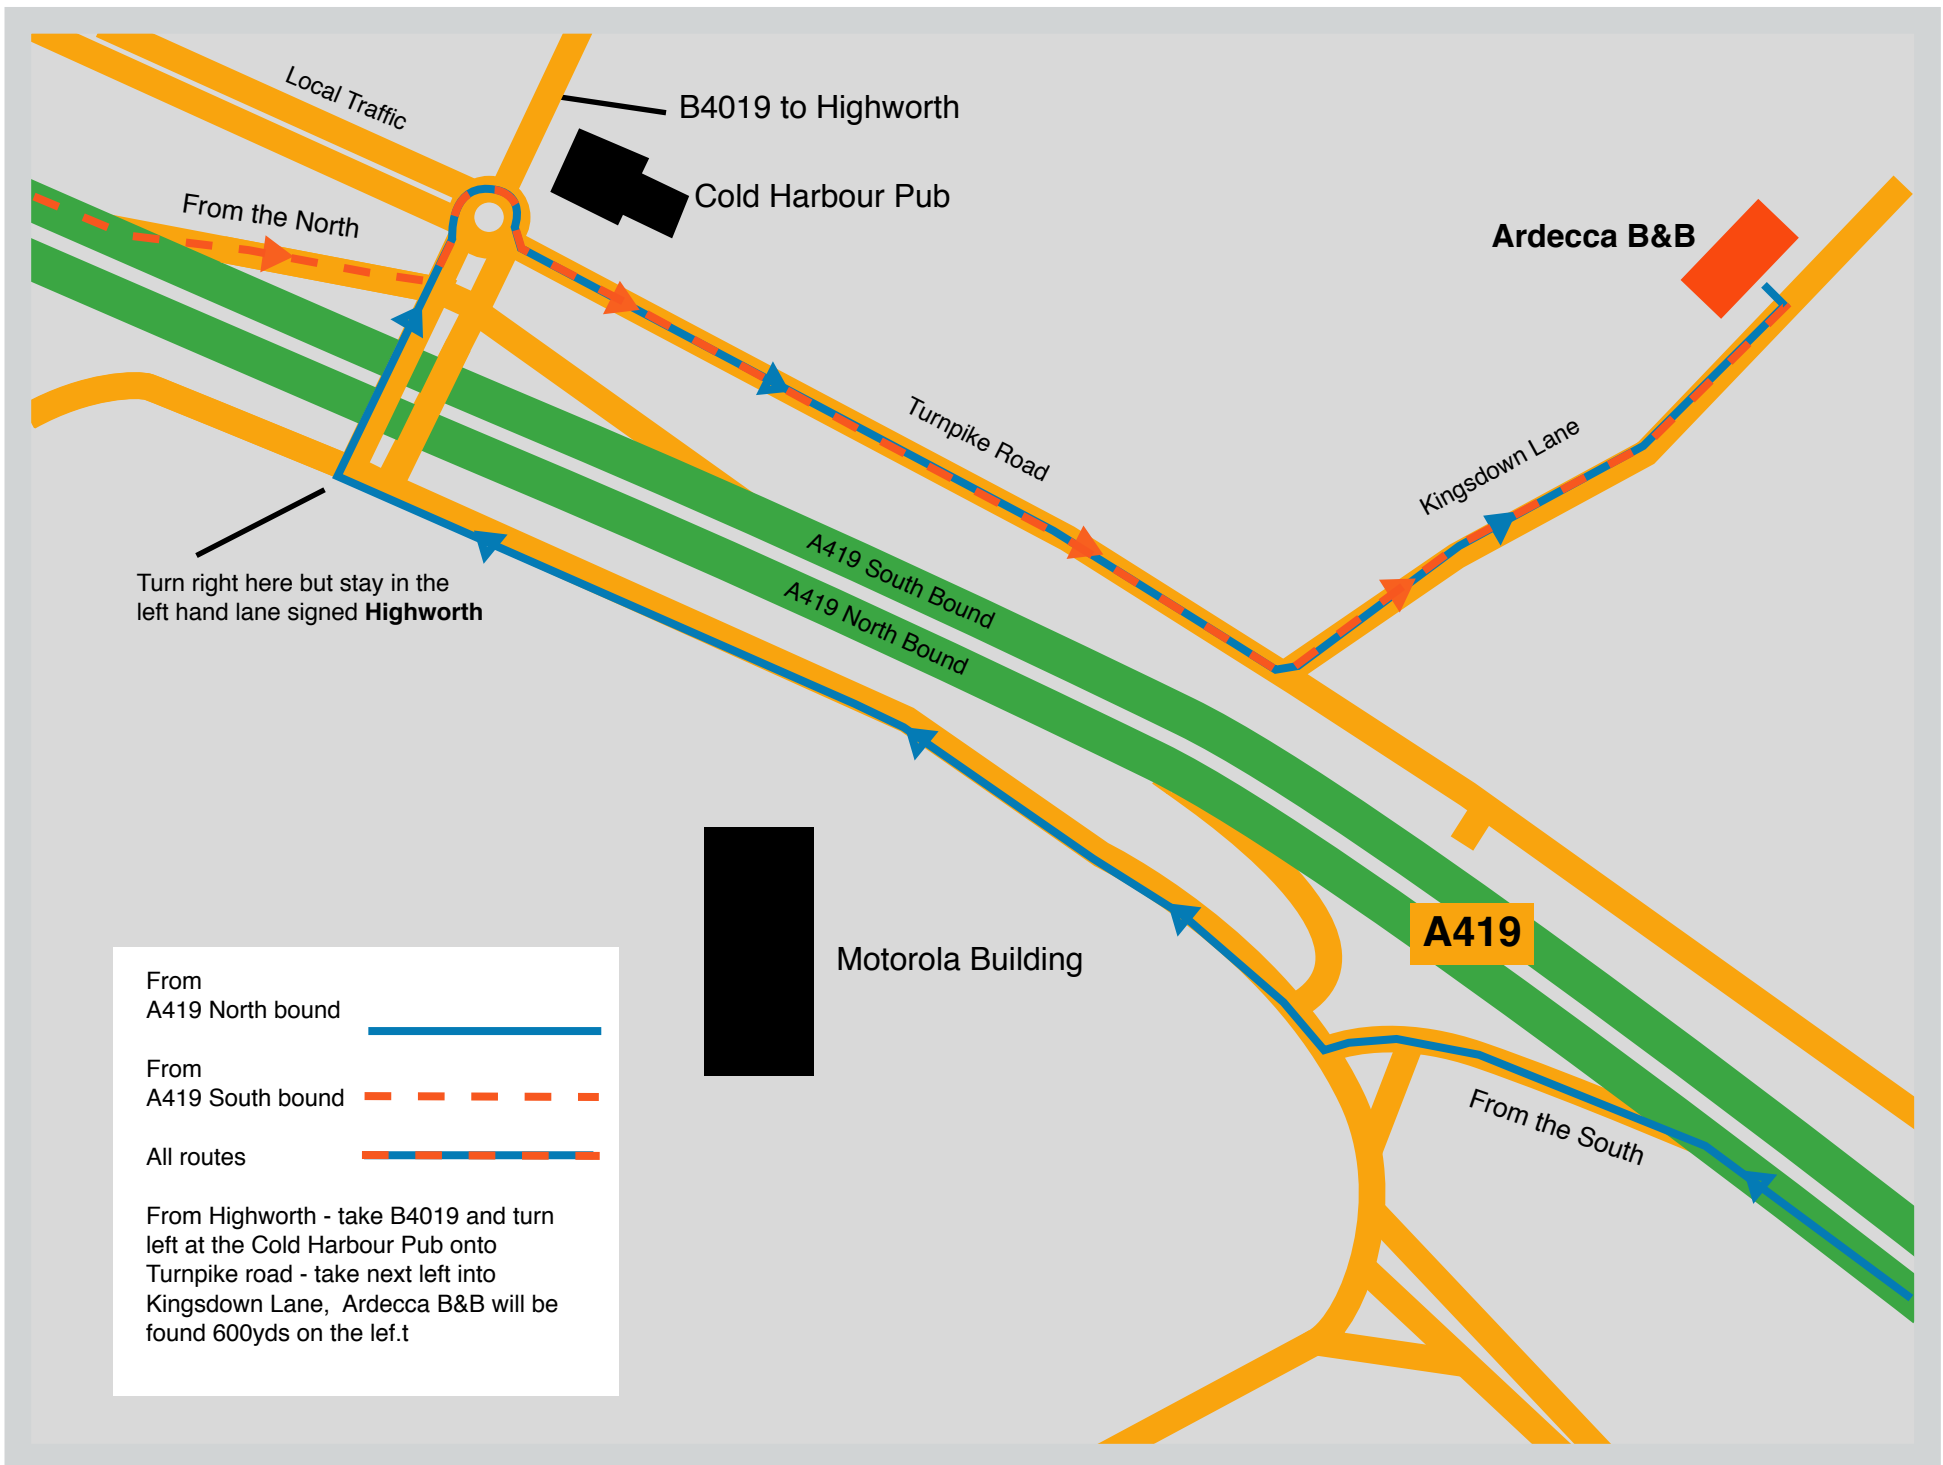 Local Traffic
B4019 to Highworth
Cold Harbour Pub
From the North
Ardecca B&B
Turnpike Road
Kingsdown Lane
A419 South Bound
A419 North Bound
Turn right here but stay in the
left hand lane signed Highworth
A419
Motorola Building
From the South
From
A419 North bound
From
A419 South bound
All routes
From Highworth - take B4019 and turn
left at the Cold Harbour Pub onto
Turnpike road - take next left into
Kingsdown Lane,  Ardecca B&B will be
found 600yds on the lef.t